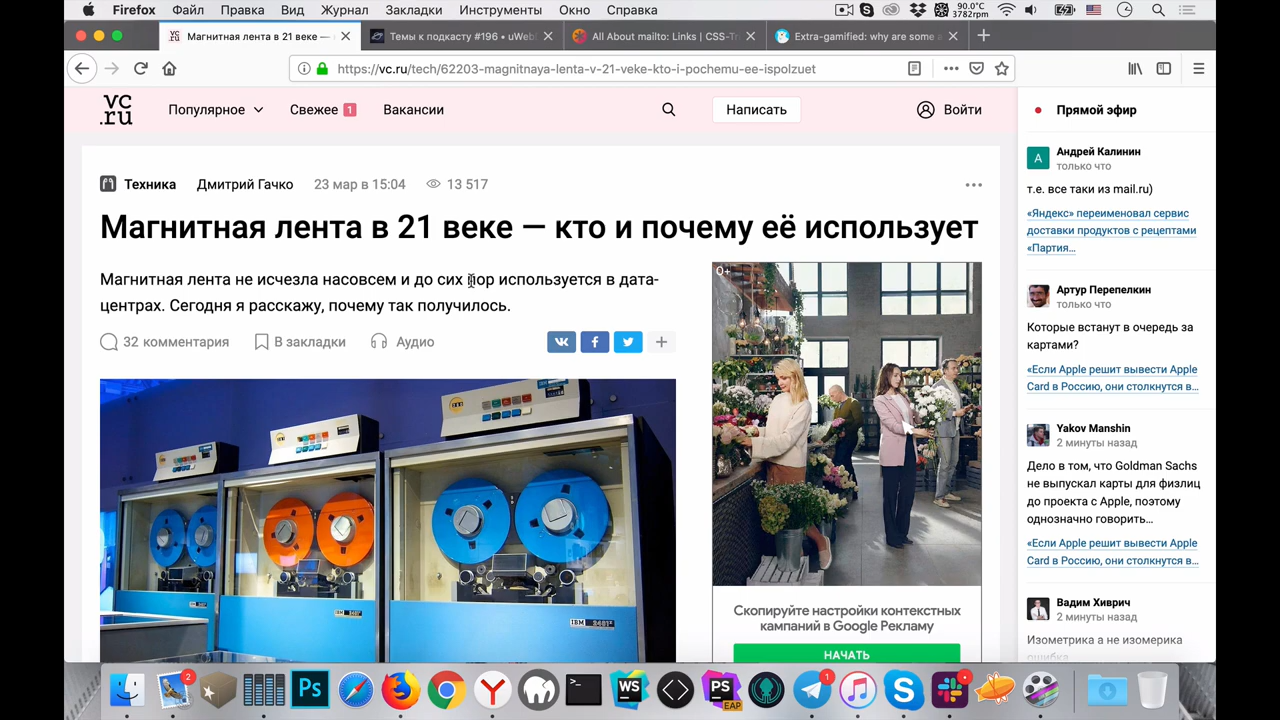 Firefox Файл Правка Вид Журнал Закладки Инструменты Окно Справка
90.0°C
3782rpm
Магнитная лента в 21 веке —
Темы к подкасту #196 • uWeb
All About mailto: Links | CSS-Tr
Extra-gamified: why are some a
https://vc.ru/tech/62203-magnitnaya-lenta-v-21-veke-kto-i-pochemu-ee-ispolzuet
vc
.ru
Популярное
Свежее 1
Вакансии
Написать
Войти
Прямой эфир
Техника Дмитрий Гачко 23 мар в 15:04 13 517
Магнитная лента в 21 веке — кто и почему её использует
Магнитная лента не исчезла насовсем и до сих пор используется в дата-
центрах. Сегодня я расскажу, почему так получилось.
32 комментария В закладки Аудио
0+
IBM 2401
Скопируйте настройки контекстных
кампаний в Google Рекламу
НАЧАТЬ
А
Андрей Калинин
только что
т.е. все таки из mail.ru)
«Яндекс» переименовал сервис
доставки продуктов с рецептами
«Партия...
Артур Перепелкин
только что
Которые встанут в очередь за
картами?
«Если Apple решит вывести Apple
Card в Россию, они столкнутся в...
Yakov Manshin
2 минуты назад
Дело в том, что Goldman Sachs
не выпускал карты для физлиц
до проекта с Apple, поэтому
однозначно говорить...
«Если Apple решит вывести Apple
Card в Россию, они столкнутся в...
Вадим Хиврич
2 минуты назад
Изометрика а не изомерика
ошибка
2
Ps
WS
PS
EAP
1